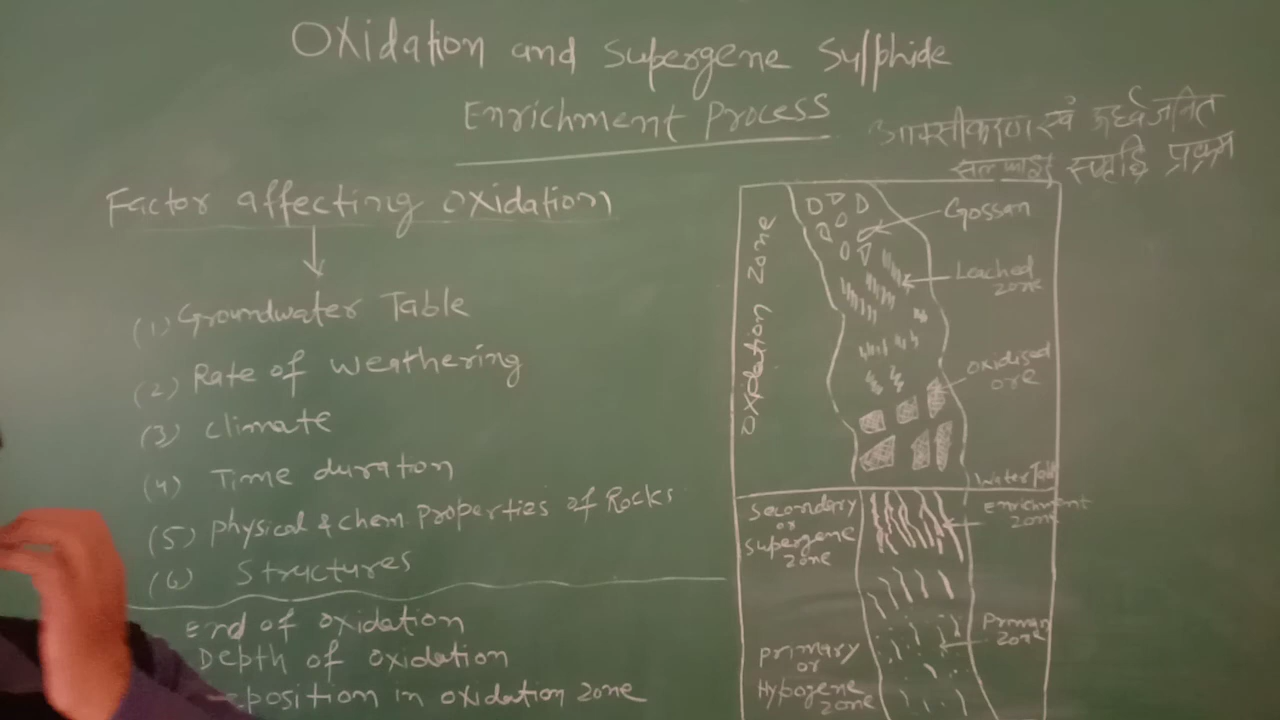 Oxidation and Supergene Sulphide
Enrichment Process
आक्सीकरण एवं उर्ध्वजनित
सल्फाइड समृद्धि प्रक्रम
Factor affecting oxidation
(1) Groundwater Table
(2) Rate of weathering
(3) climate
(4) Time duration
(5) Physical & chem Properties of Rocks
(6) Structures
End of oxidation
Depth of oxidation
eposition in oxidation zone
Oxidation Zone
Gossan
Leached
zone
Oxidised
ore
Water Table
Secondary
or
Supergene
zone
Enrichment
zone
Primary
zone
Primary
or
Hypogene
zone